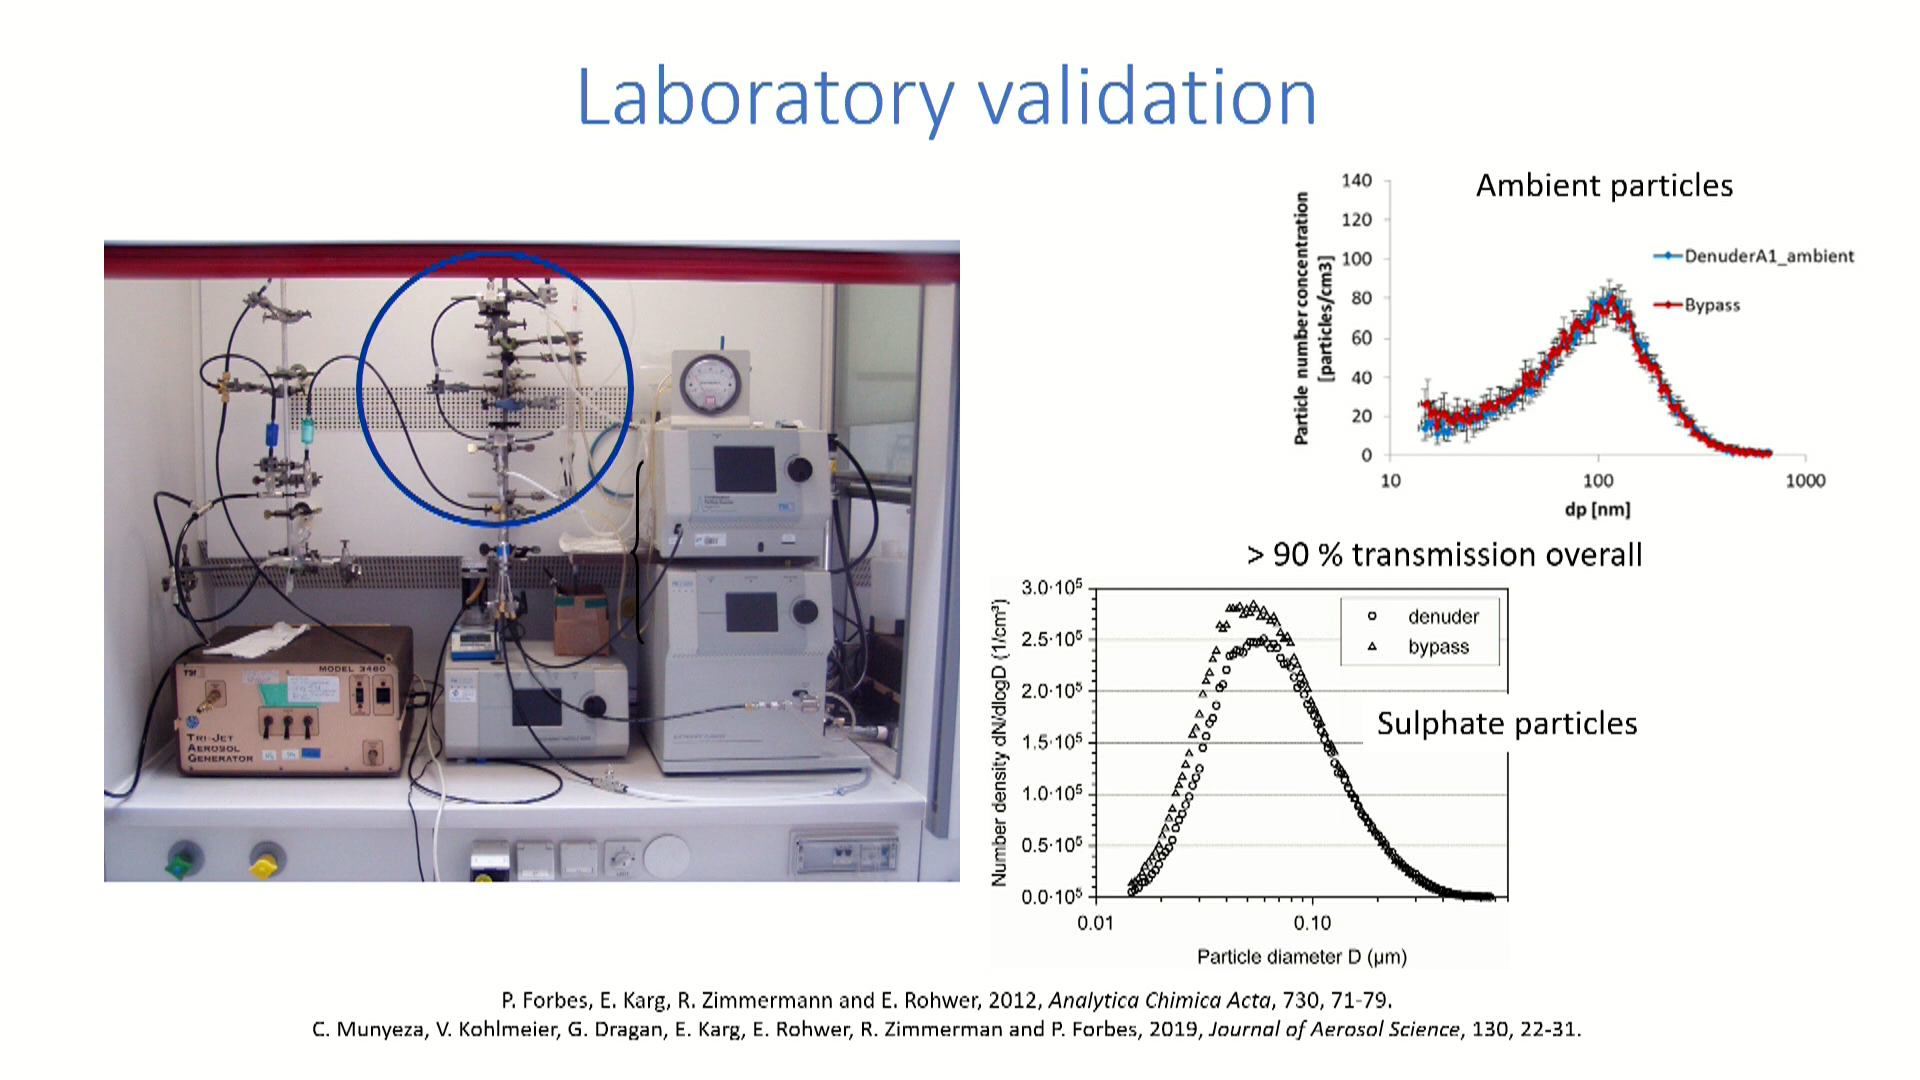 Laboratory validation
Ambient particles
Particle number concentration
[particles/cm3]
140
120
100
80
60
40
20
0
10
100
1000
dp [nm]
DenuderA1_ambient
Bypass
> 90 % transmission overall
Number density dN/dlogD (1/cm³)
3.0·10⁵
2.5·10⁵
2.0·10⁵
1.5·10⁵
1.0·10⁵
0.5·10⁵
0.0·10⁵
0.01
0.10
Particle diameter D (µm)
denuder
bypass
Sulphate particles
TSI
MODEL 3460
TRI-JET
AEROSOL
GENERATOR
P. Forbes, E. Karg, R. Zimmermann and E. Rohwer, 2012, Analytica Chimica Acta, 730, 71-79.
C. Munyeza, V. Kohlmeier, G. Dragan, E. Karg, E. Rohwer, R. Zimmerman and P. Forbes, 2019, Journal of Aerosol Science, 130, 22-31.